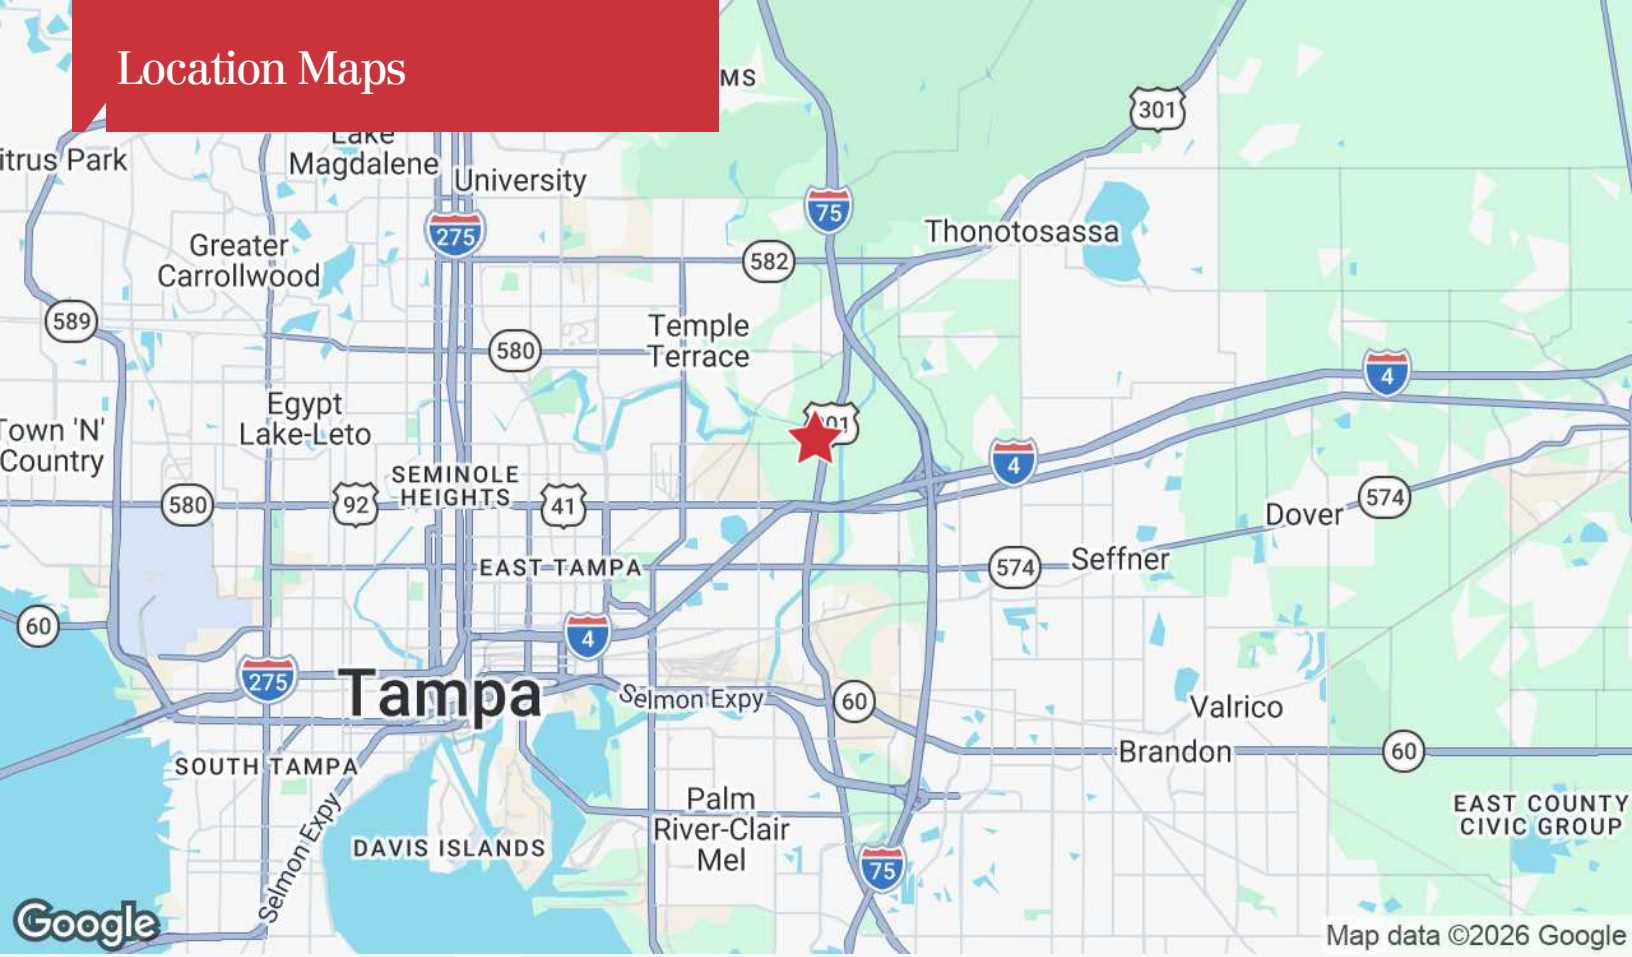 Location Maps
MS
301
Lake
Magdalene
itrus Park
University
75
275
Thonotosassa
Greater
Carrollwood
582
589
Temple
Terrace
580
4
Egypt
Lake-Leto
Town 'N'
Country
SEMINOLE
HEIGHTS
4
580
92
41
574
Dover
EAST TAMPA
574
Seffner
60
4
275
Tampa
Selmon Expy
60
Valrico
Brandon
60
SOUTH TAMPA
Palm
River-Clair
Mel
EAST COUNTY
CIVIC GROUP
Selmon Expy
DAVIS ISLANDS
75
Google
Map data ©2026 Google